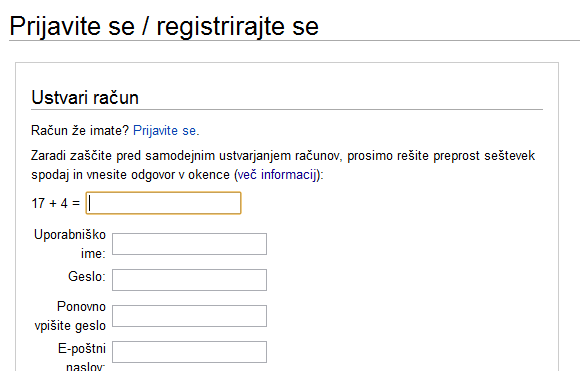 Prijavite se / registrirajte se
Ustvari račun
Račun že imate? Prijavite se.
Zaradi zaščite pred samodejnim ustvarjanjem računov, prosimo rešite preprost seštevek
spodaj in vnesite odgovor v okence (več informacij):
17 + 4 =
Uporabniško
ime:
Geslo:
Ponovno
vpišite geslo
E-poštni
naslov: